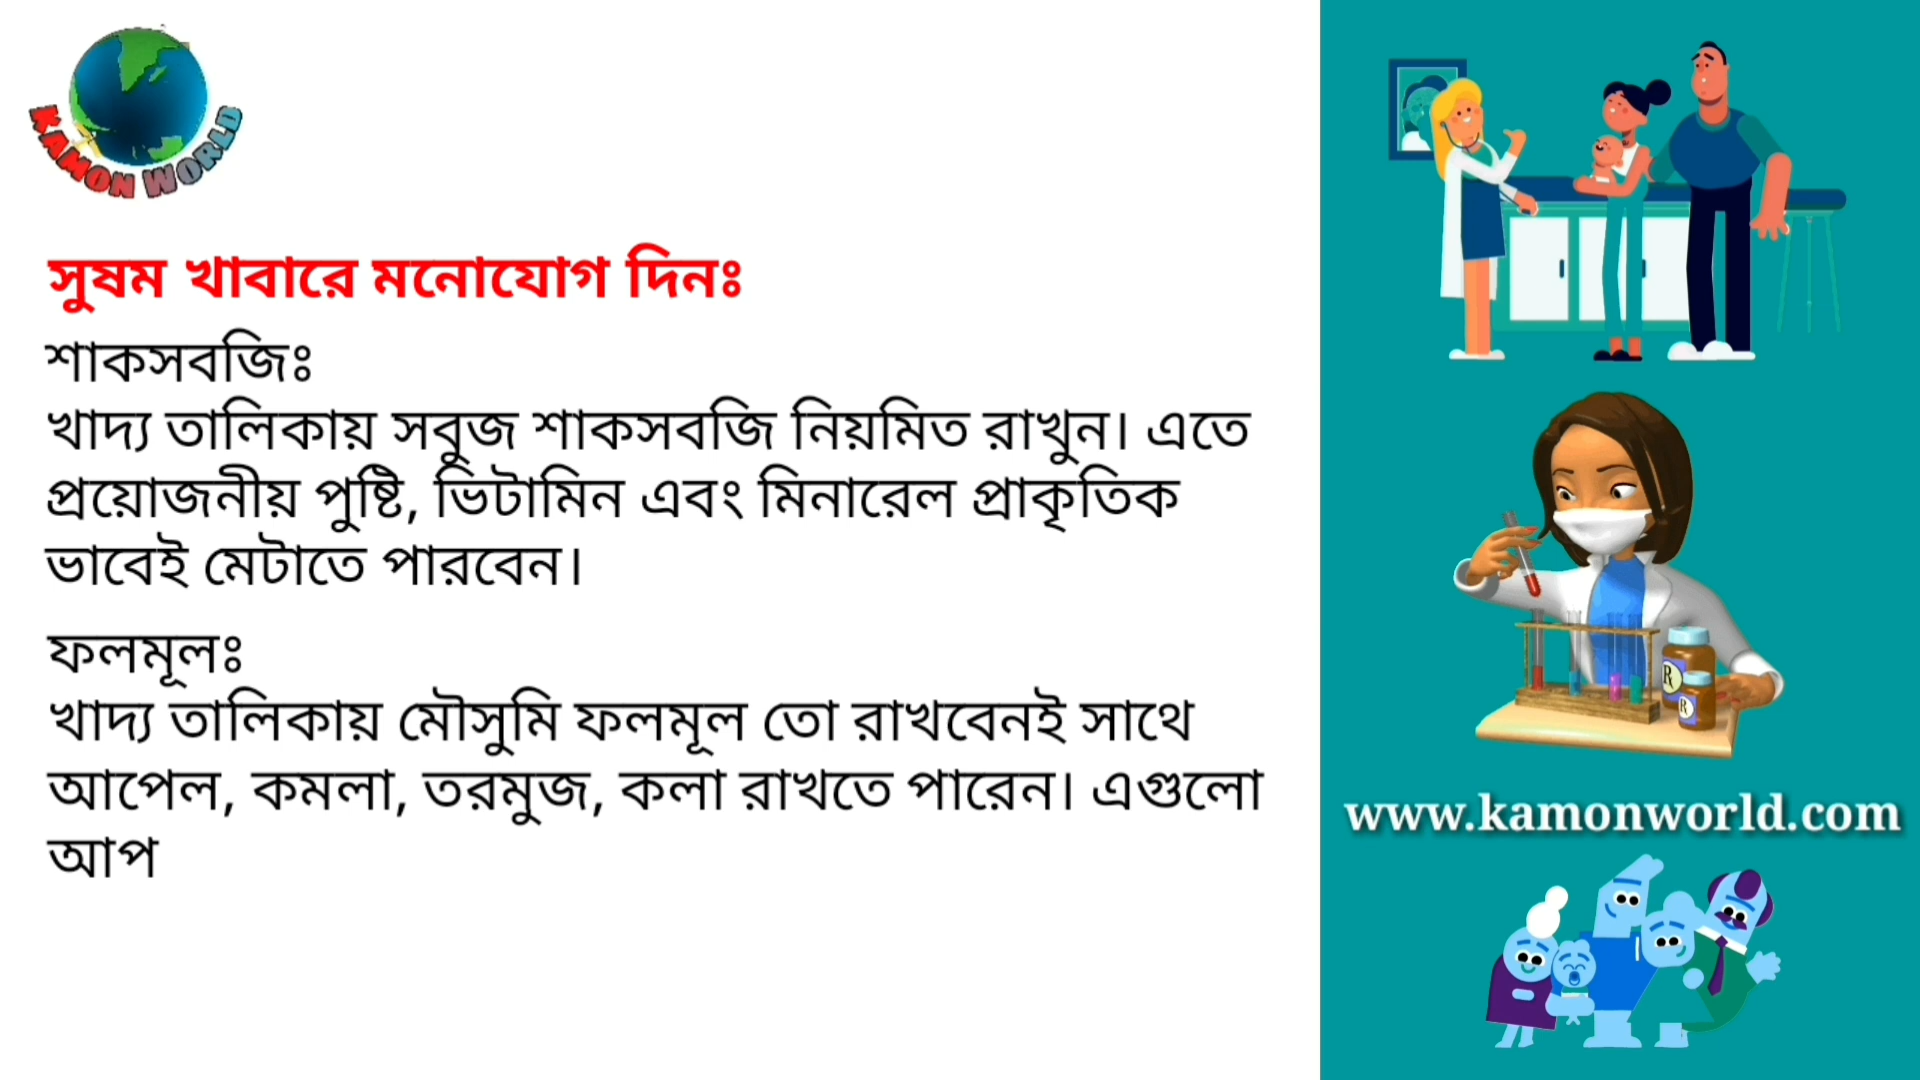 KAMON WORLD
সুষম খাবারে মনোযোগ দিনঃ
শাকসবজিঃ
খাদ্য তালিকায় সবুজ শাকসবজি নিয়মিত রাখুন। এতে
প্রয়োজনীয় পুষ্টি, ভিটামিন এবং মিনারেল প্রাকৃতিক
ভাবেই মেটাতে পারবেন।
ফলমূলঃ
খাদ্য তালিকায় মৌসুমি ফলমূল তো রাখবেনই সাথে
আপেল, কমলা, তরমুজ, কলা রাখতে পারেন। এগুলো
আপ
R
R
www.kamonworld.com